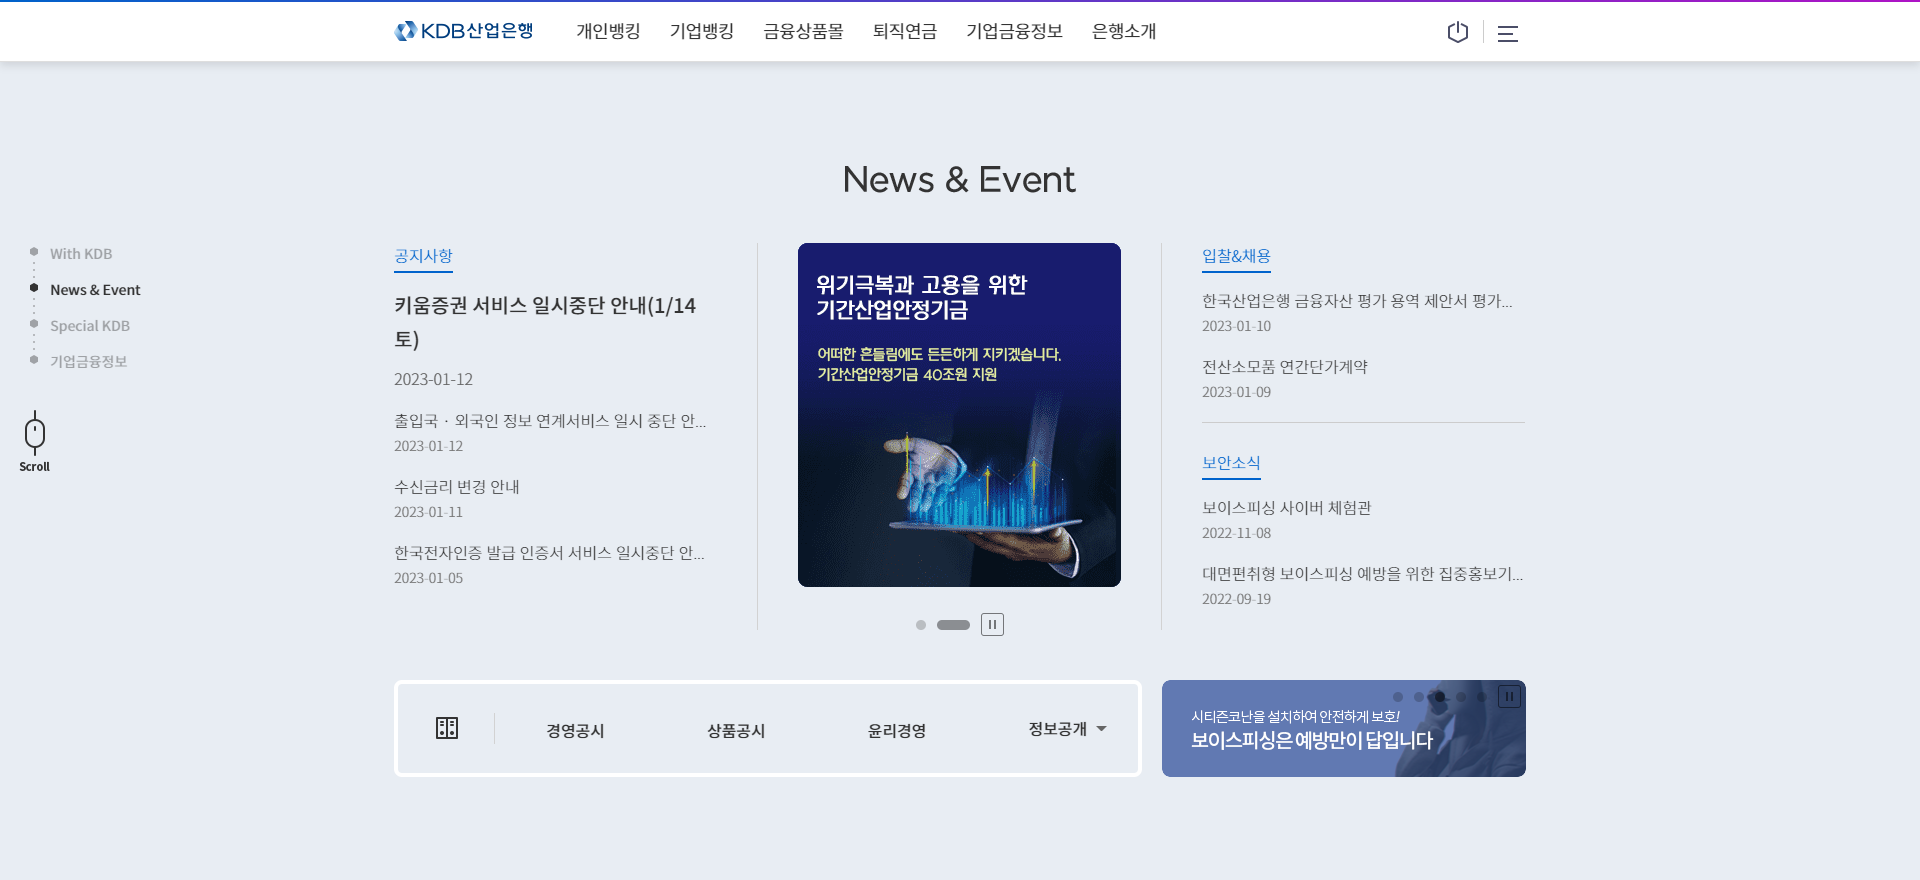 KDB산업은행
개인뱅킹
기업뱅킹
금융상품몰
퇴직연금
기업금융정보
은행소개
News & Event
With KDB
News & Event
Special KDB
기업금융정보
Scroll
공지사항
키움증권 서비스 일시중단 안내(1/14
토)
2023-01-12
출입국 · 외국인 정보 연계서비스 일시 중단 안...
2023-01-12
수신금리 변경 안내
2023-01-11
한국전자인증 발급 인증서 서비스 일시중단 안...
2023-01-05
위기극복과 고용을 위한
기간산업안정기금
어떠한 흔들림에도 든든하게 지키겠습니다.
기간산업안정기금 40조원 지원
입찰&채용
한국산업은행 금융자산 평가 용역 제안서 평가...
2023-01-10
전산소모품 연간단가계약
2023-01-09
보안소식
보이스피싱 사이버 체험관
2022-11-08
대면편취형 보이스피싱 예방을 위한 집중홍보기...
2022-09-19
경영공시
상품공시
윤리경영
정보공개
시티즌코난을 설치하여 안전하게 보호!
보이스피싱은 예방만이 답입니다